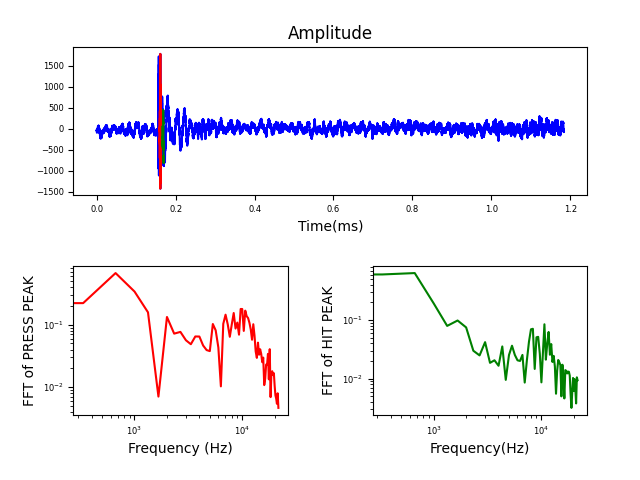 Amplitude
1500
1000
500
0
−500
−1000
−1500
0.0 0.2 0.4 0.6 0.8 1.0 1.2
Time(ms)
FFT of PRESS PEAK
10⁻¹
10⁻²
10³ 10⁴
Frequency (Hz)
FFT of HIT PEAK
10⁻¹
10⁻²
10³ 10⁴
Frequency(Hz)